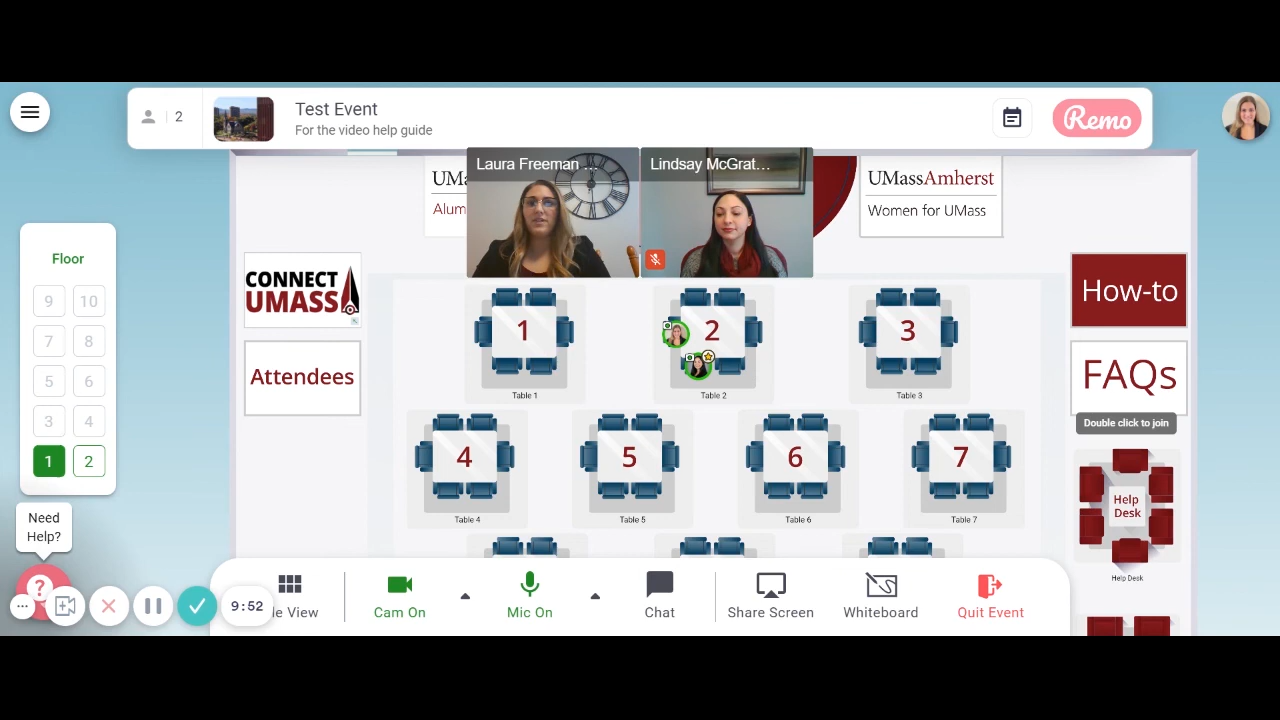 2
Test Event
For the video help guide
Remo
Laura Freeman ...
Lindsay McGrat...
Alum
UMassAmherst
Women for UMass
CONNECT
UMASS
Attendees
How-to
FAQs
Double click to join
Floor
9 10
7 8
5 6
3 4
1 2
1
Table 1
2
Table 2
3
Table 3
4
Table 4
5
Table 5
6
Table 6
7
Table 7
Help
Desk
Help Desk
Need
Help?
?
9:52
View
Cam On
Mic On
Chat
Share Screen
Whiteboard
Quit Event